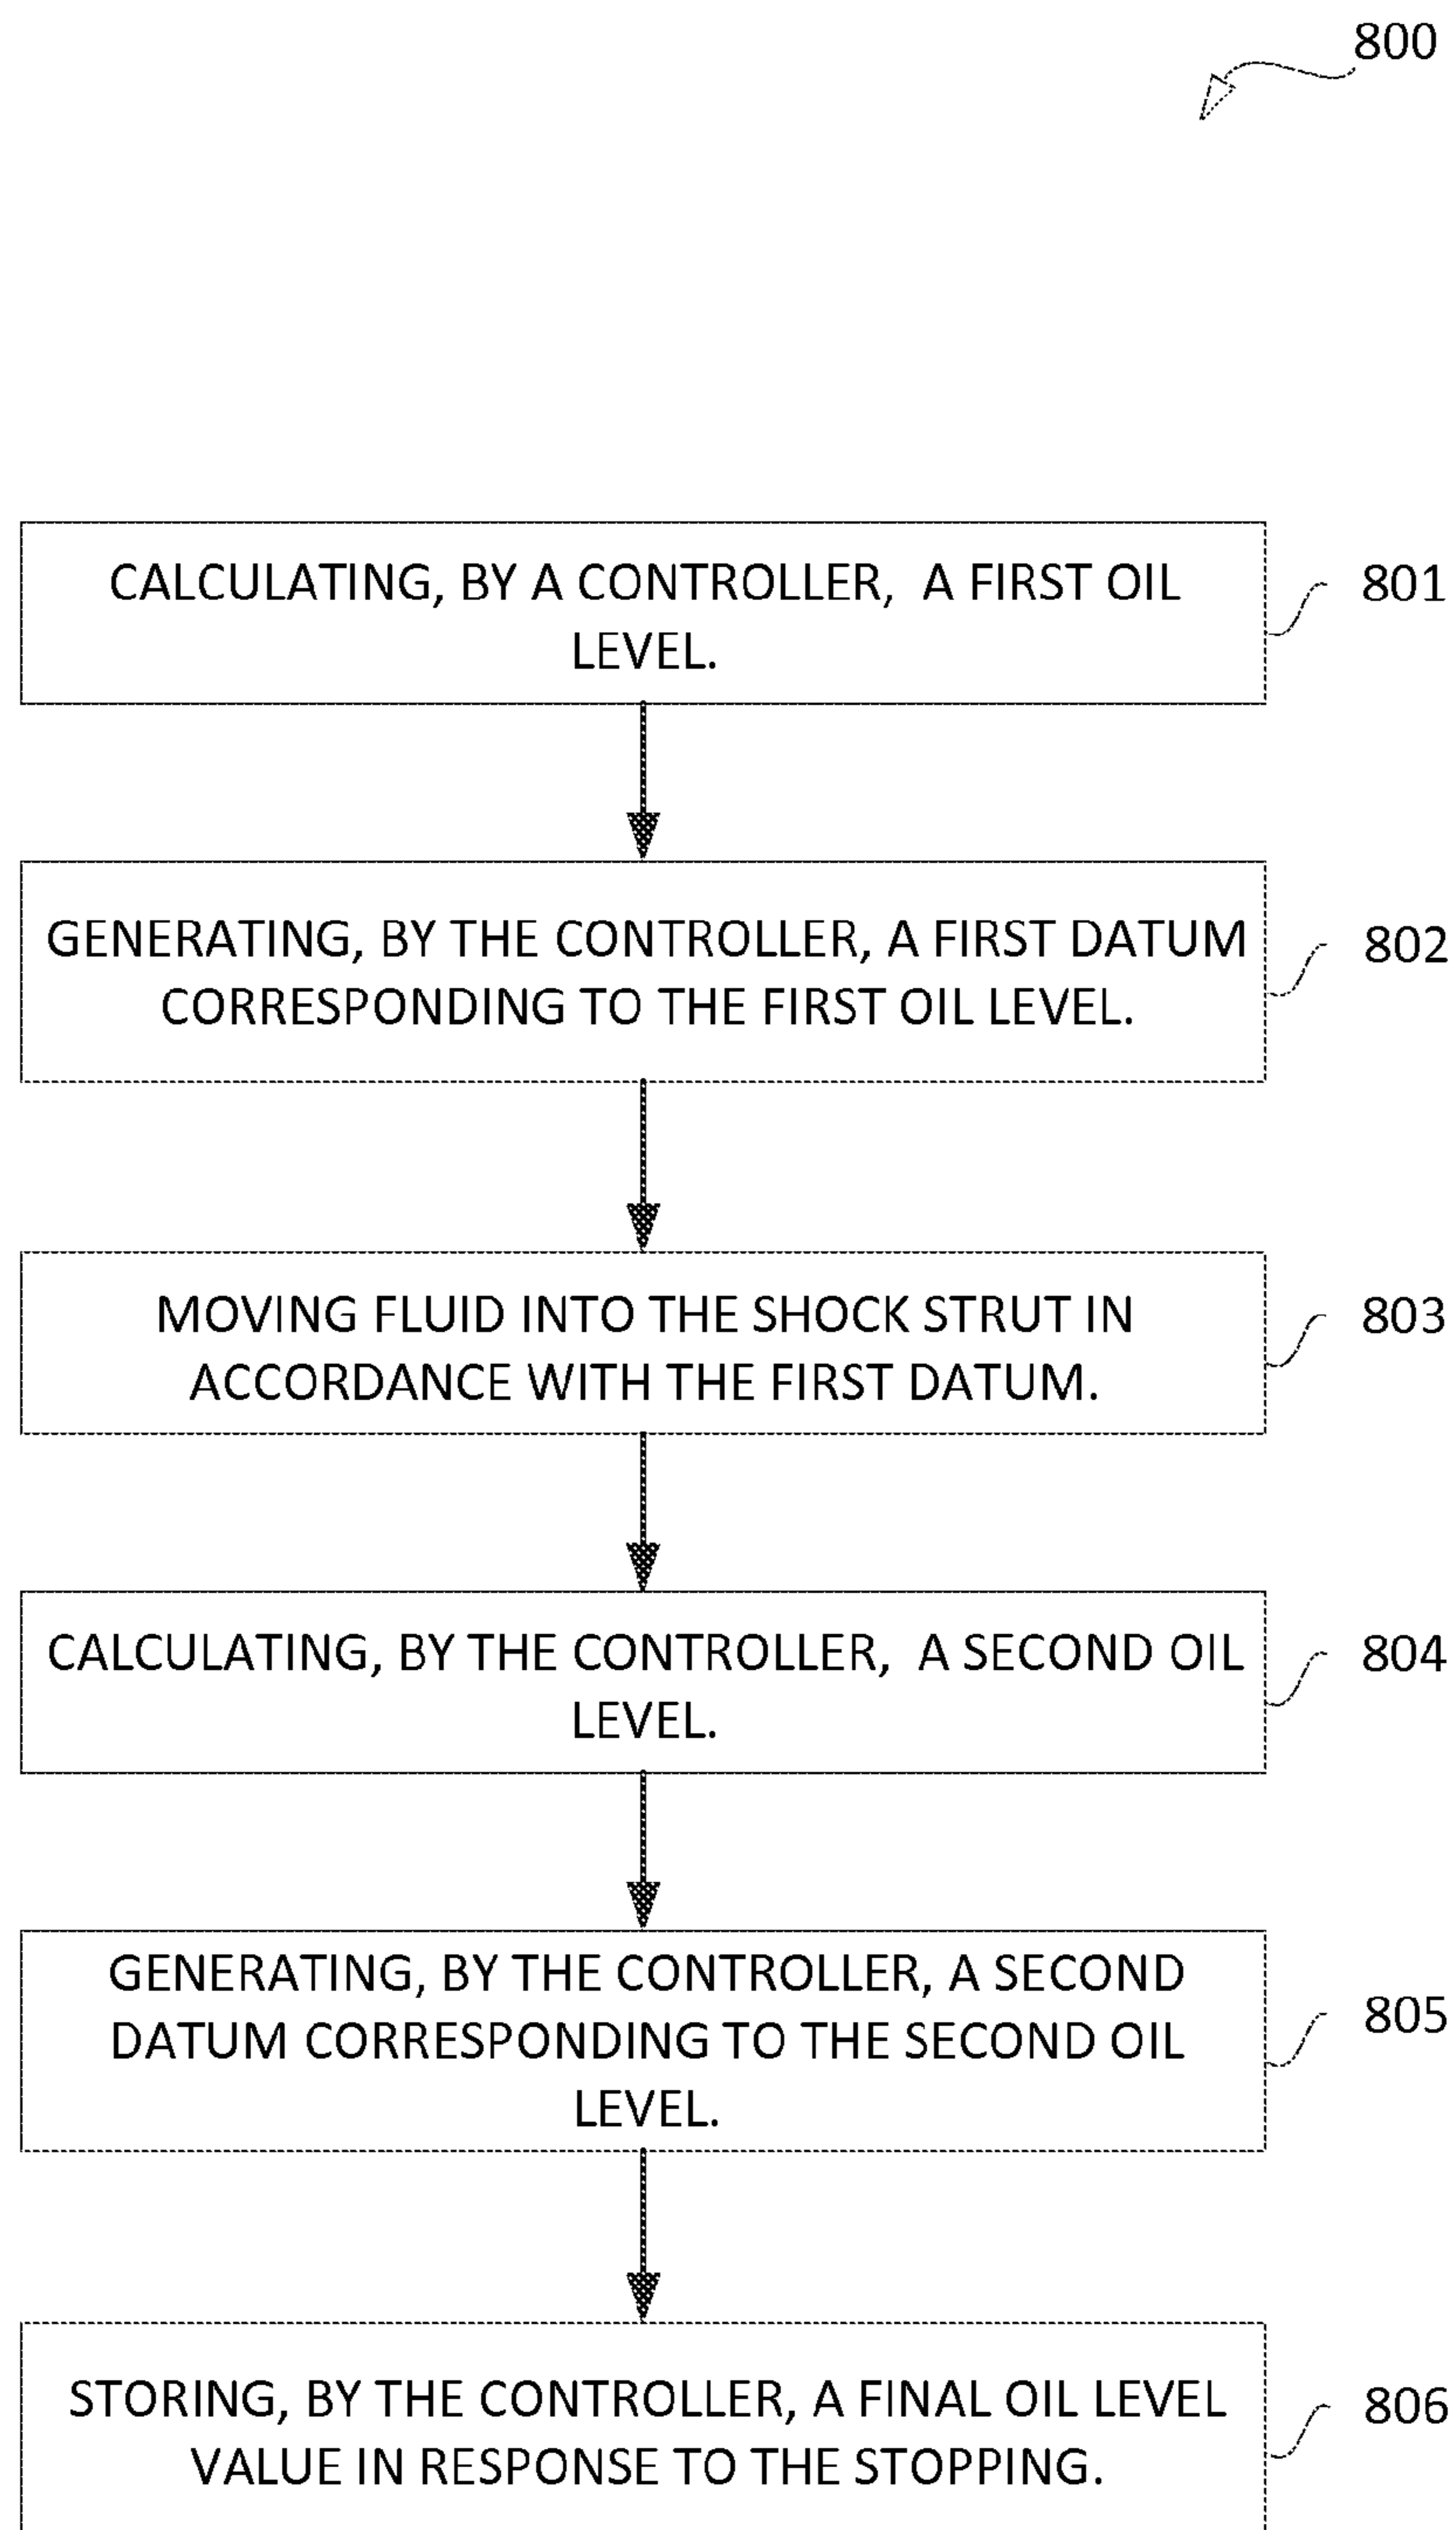 800
CALCULATING, BY A CONTROLLER, A FIRST OIL
LEVEL.
801
GENERATING, BY THE CONTROLLER, A FIRST DATUM
CORRESPONDING TO THE FIRST OIL LEVEL.
802
MOVING FLUID INTO THE SHOCK STRUT IN
ACCORDANCE WITH THE FIRST DATUM.
803
CALCULATING, BY THE CONTROLLER, A SECOND OIL
LEVEL.
804
GENERATING, BY THE CONTROLLER, A SECOND
DATUM CORRESPONDING TO THE SECOND OIL
LEVEL.
805
STORING, BY THE CONTROLLER, A FINAL OIL LEVEL
VALUE IN RESPONSE TO THE STOPPING.
806